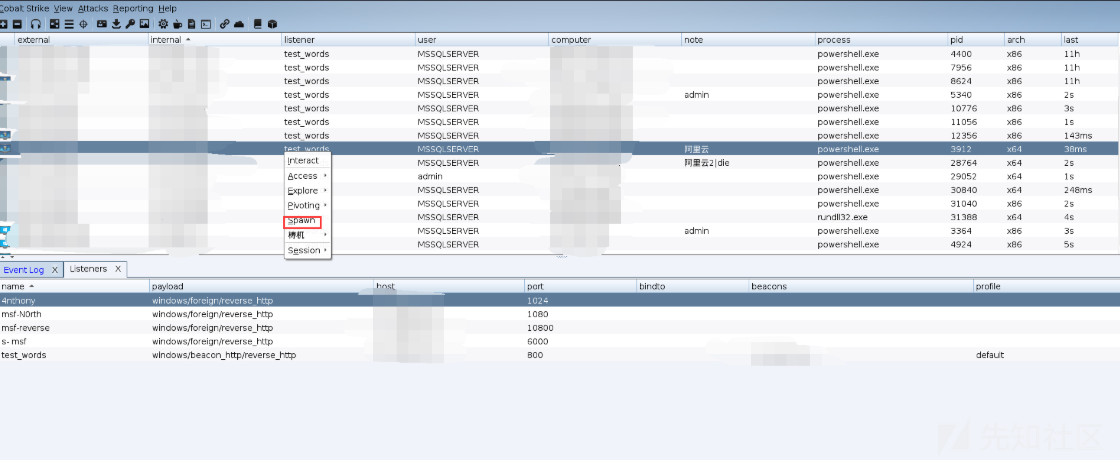 Cobalt Strike View Attacks Reporting Help
external internal listener user computer note process pid arch last
test_words MSSQLSERVER powershell.exe 4400 x86 11h
test_words MSSQLSERVER powershell.exe 7956 x86 11h
test_words MSSQLSERVER powershell.exe 8624 x86 11h
test_words MSSQLSERVER admin powershell.exe 5340 x86 2s
test_words MSSQLSERVER powershell.exe 10776 x86 3s
test_words MSSQLSERVER powershell.exe 11056 x86 1s
test_words MSSQLSERVER powershell.exe 12356 x86 143ms
test_words MSSQLSERVER 阿里云 powershell.exe 3912 x64 38ms
MSSQLSERVER 阿里云2|die powershell.exe 28764 x64 2s
admin powershell.exe 29052 x64 1s
MSSQLSERVER powershell.exe 30840 x64 248ms
MSSQLSERVER powershell.exe 31040 x86 2s
MSSQLSERVER rundll32.exe 31388 x64 4s
MSSQLSERVER admin powershell.exe 3364 x64 3s
MSSQLSERVER powershell.exe 4924 x64 5s
Interact
Access
Explore
Pivoting
Spawn
梼杌
Session
Event Log X Listeners X
name payload host port bindto beacons profile
4nthony windows/foreign/reverse_http 1024
msf-N0rth windows/foreign/reverse_http 1080
msf-reverse windows/foreign/reverse_http 10800
s- msf windows/foreign/reverse_http 6000
test_words windows/beacon_http/reverse_http 800 default
先知社区